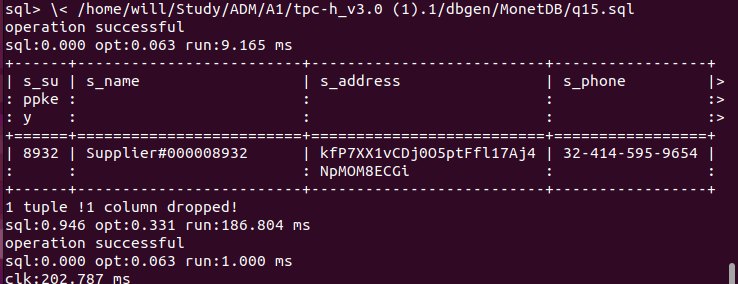 sql> \< /home/will/Study/ADM/A1/tpc-h_v3.0 (1).1/dbgen/MonetDB/q15.sql
operation successful
sql:0.000 opt:0.063 run:9.165 ms
+------+-------------------------+--------------------------+-----------------+
| s_su | s_name                  | s_address                | s_phone         |>
: ppke :                         :                          :                 :>
: y    :                         :                          :                 :>
+======+=========================+==========================+=================+
| 8932 | Supplier#000008932      | kfP7XX1vCDj0O5ptFfl17Aj4 | 32-414-595-9654 |
:      :                         : NpMOM8ECGi               :                 :
+------+-------------------------+--------------------------+-----------------+
1 tuple !1 column dropped!
sql:0.946 opt:0.331 run:186.804 ms
operation successful
sql:0.000 opt:0.063 run:1.000 ms
clk:202.787 ms